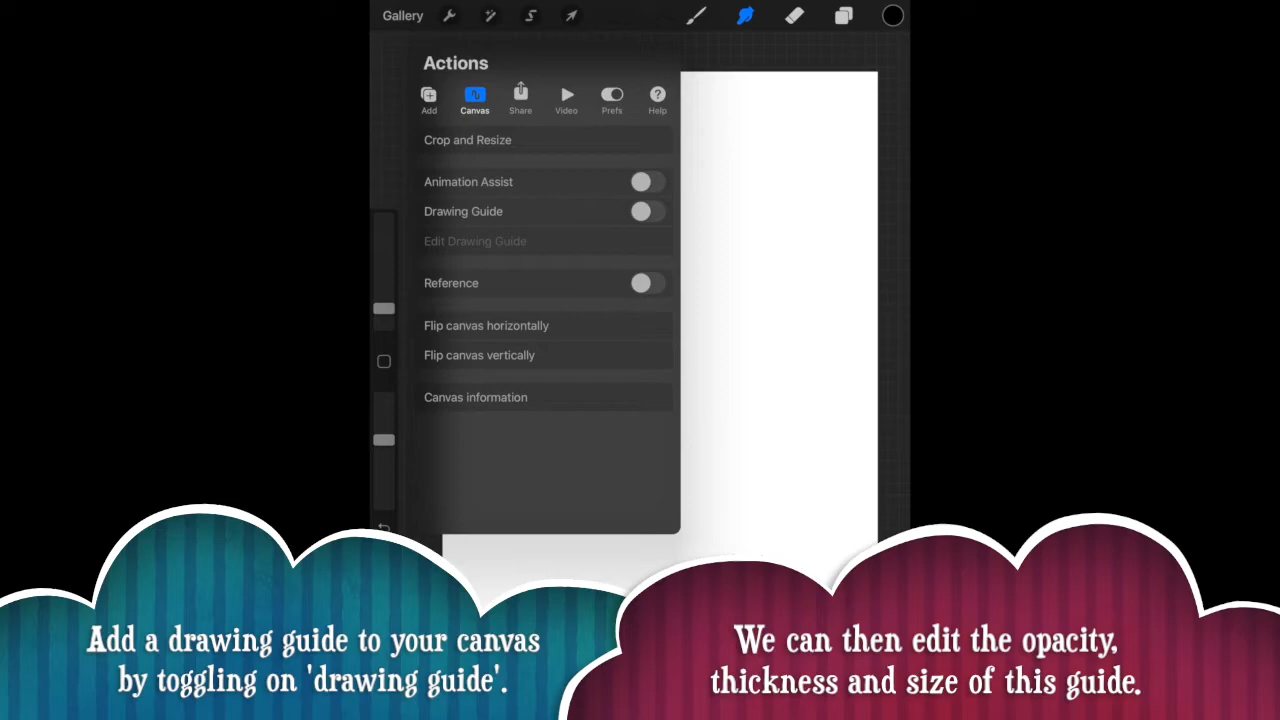 Gallery
Actions
Add Canvas Share Video Prefs Help
Crop and Resize
Animation Assist
Drawing Guide
Edit Drawing Guide
Reference
Flip canvas horizontally
Flip canvas vertically
Canvas information
Add a drawing guide to your canvas
by toggling on 'drawing guide'.
We can then edit the opacity,
thickness and size of this guide.